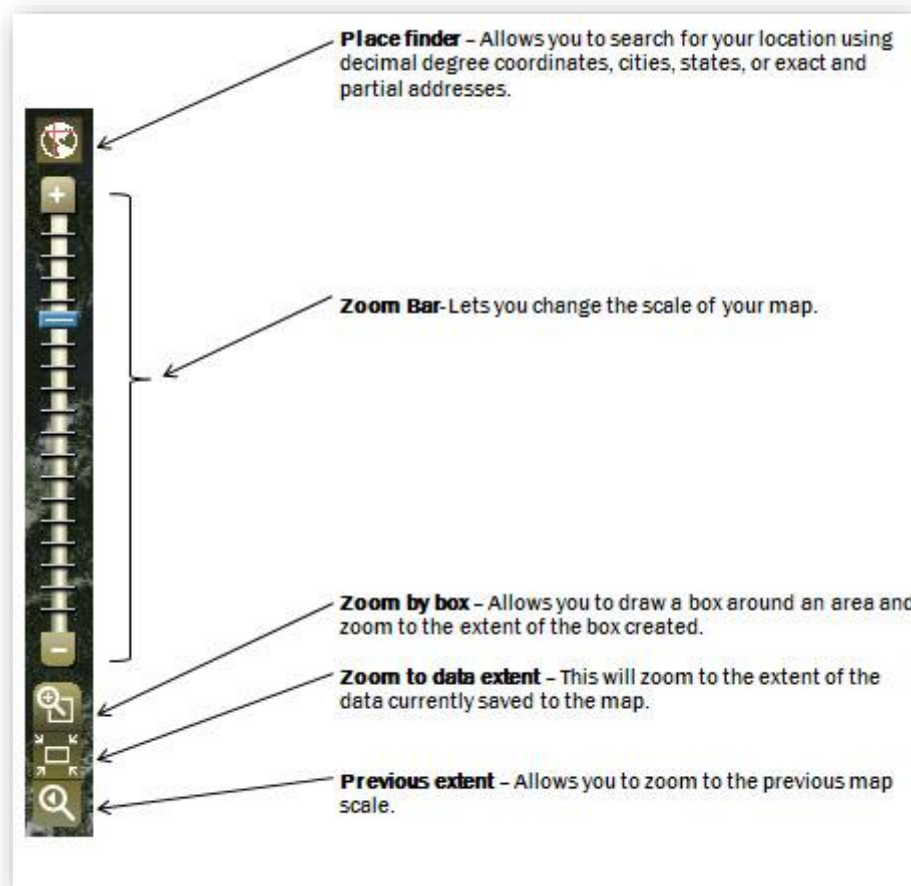 Place finder – Allows you to search for your location using
decimal degree coordinates, cities, states, or exact and
partial addresses.
+
Zoom Bar- Lets you change the scale of your map.
Zoom by box – Allows you to draw a box around an area and
zoom to the extent of the box created.
–
Zoom to data extent – This will zoom to the extent of the
data currently saved to the map.
Previous extent – Allows you to zoom to the previous map
scale.